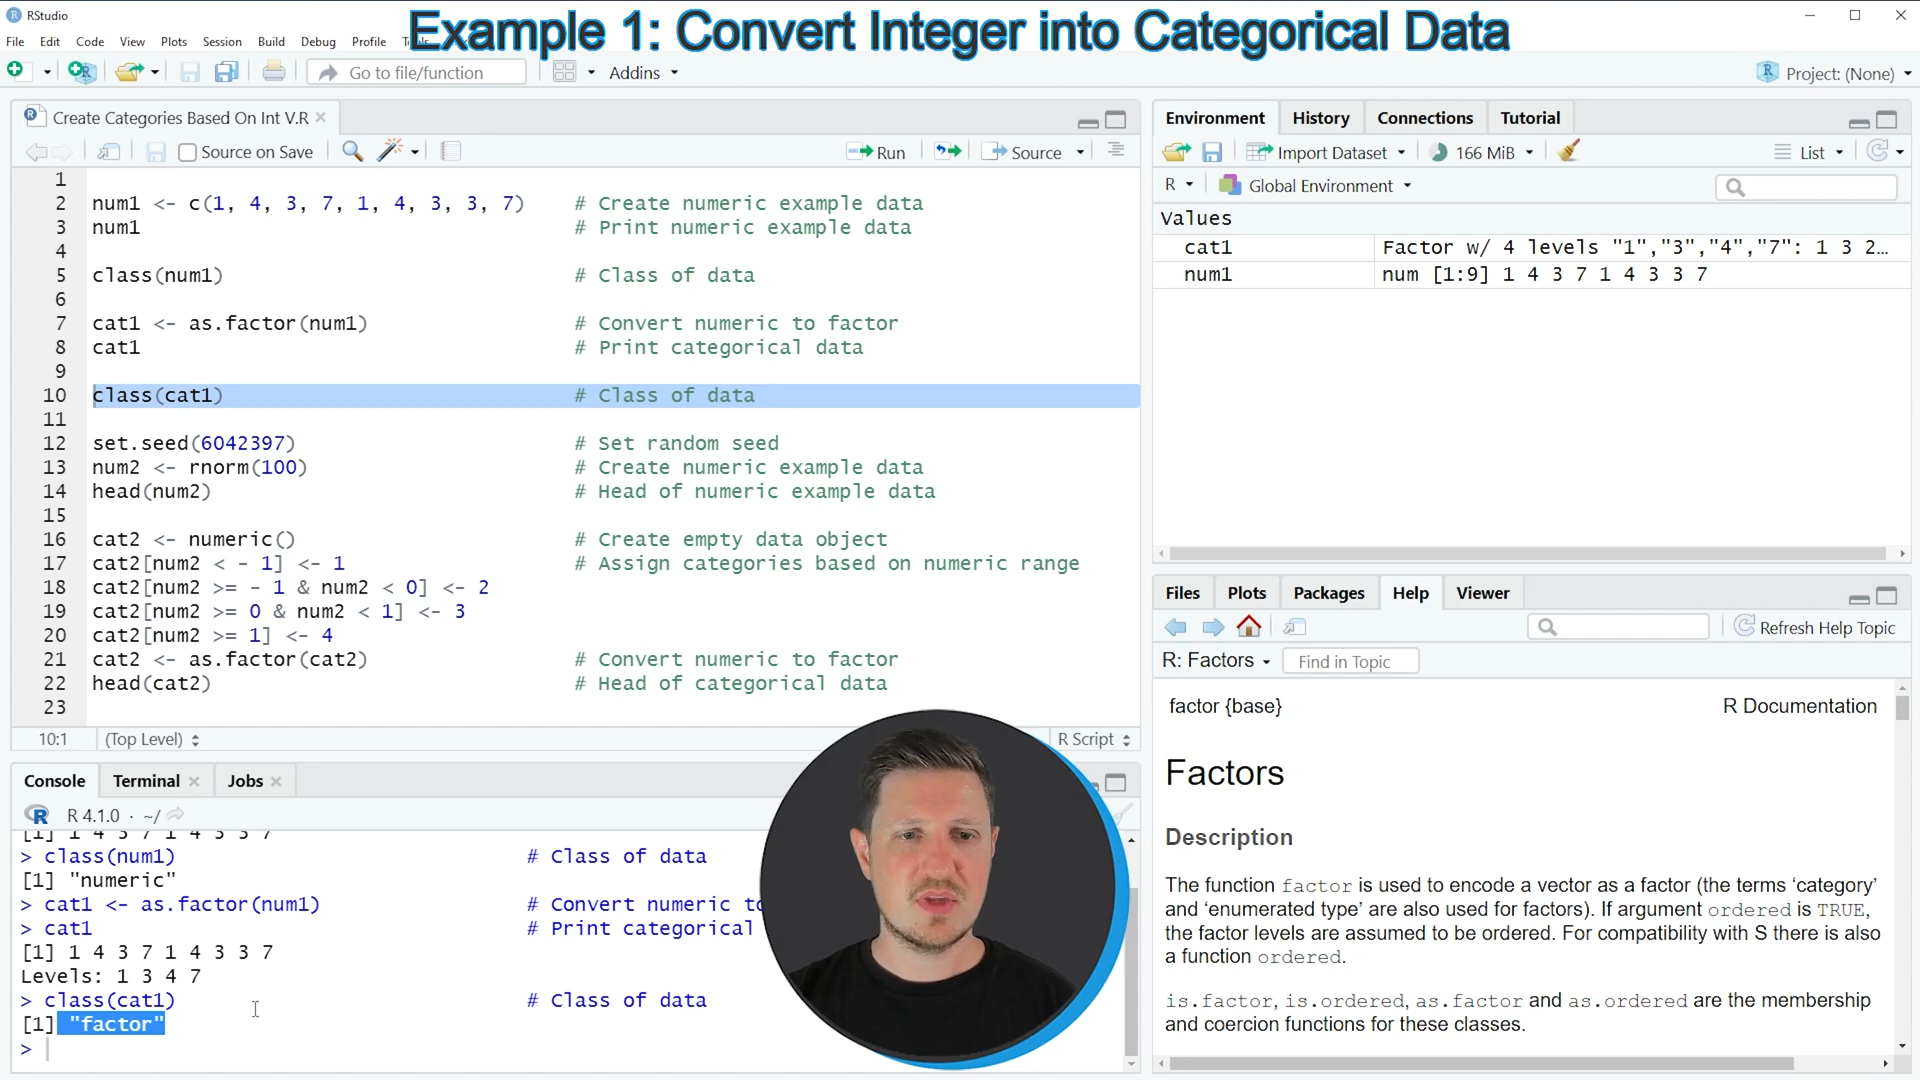 RStudio
Example 1: Convert Integer into Categorical Data
File Edit Code View Plots Session Build Debug Profile
Go to file/function Addins Project: (None)
Create Categories Based On Int V.R
Source on Save Run Source
1
2 num1 <- c(1, 4, 3, 7, 1, 4, 3, 3, 7) # Create numeric example data
3 num1 # Print numeric example data
4
5 class(num1) # Class of data
6
7 cat1 <- as.factor(num1) # Convert numeric to factor
8 cat1 # Print categorical data
9
10 class(cat1) # Class of data
11
12 set.seed(6042397) # Set random seed
13 num2 <- rnorm(100) # Create numeric example data
14 head(num2) # Head of numeric example data
15
16 cat2 <- numeric() # Create empty data object
17 cat2[num2 < - 1] <- 1 # Assign categories based on numeric range
18 cat2[num2 >= - 1 & num2 < 0] <- 2
19 cat2[num2 >= 0 & num2 < 1] <- 3
20 cat2[num2 >= 1] <- 4
21 cat2 <- as.factor(cat2) # Convert numeric to factor
22 head(cat2) # Head of categorical data
23
10:1 (Top Level) R Script
Console Terminal Jobs
R 4.1.0 · ~/
[1] 1 4 3 7 1 4 3 3 7
> class(num1) # Class of data
[1] "numeric"
> cat1 <- as.factor(num1) # Convert numeric to
> cat1 # Print categorical
[1] 1 4 3 7 1 4 3 3 7
Levels: 1 3 4 7
> class(cat1) # Class of data
[1] "factor"
>
Environment History Connections Tutorial
Import Dataset 166 MiB List
R Global Environment
Values
cat1 Factor w/ 4 levels "1","3","4","7": 1 3 2…
num1 num [1:9] 1 4 3 7 1 4 3 3 7
Files Plots Packages Help Viewer
Refresh Help Topic
R: Factors Find in Topic
factor {base} R Documentation
Factors
Description
The function factor is used to encode a vector as a factor (the terms ‘category’
and ‘enumerated type’ are also used for factors). If argument ordered is TRUE,
the factor levels are assumed to be ordered. For compatibility with S there is also
a function ordered.
is.factor, is.ordered, as.factor and as.ordered are the membership
and coercion functions for these classes.